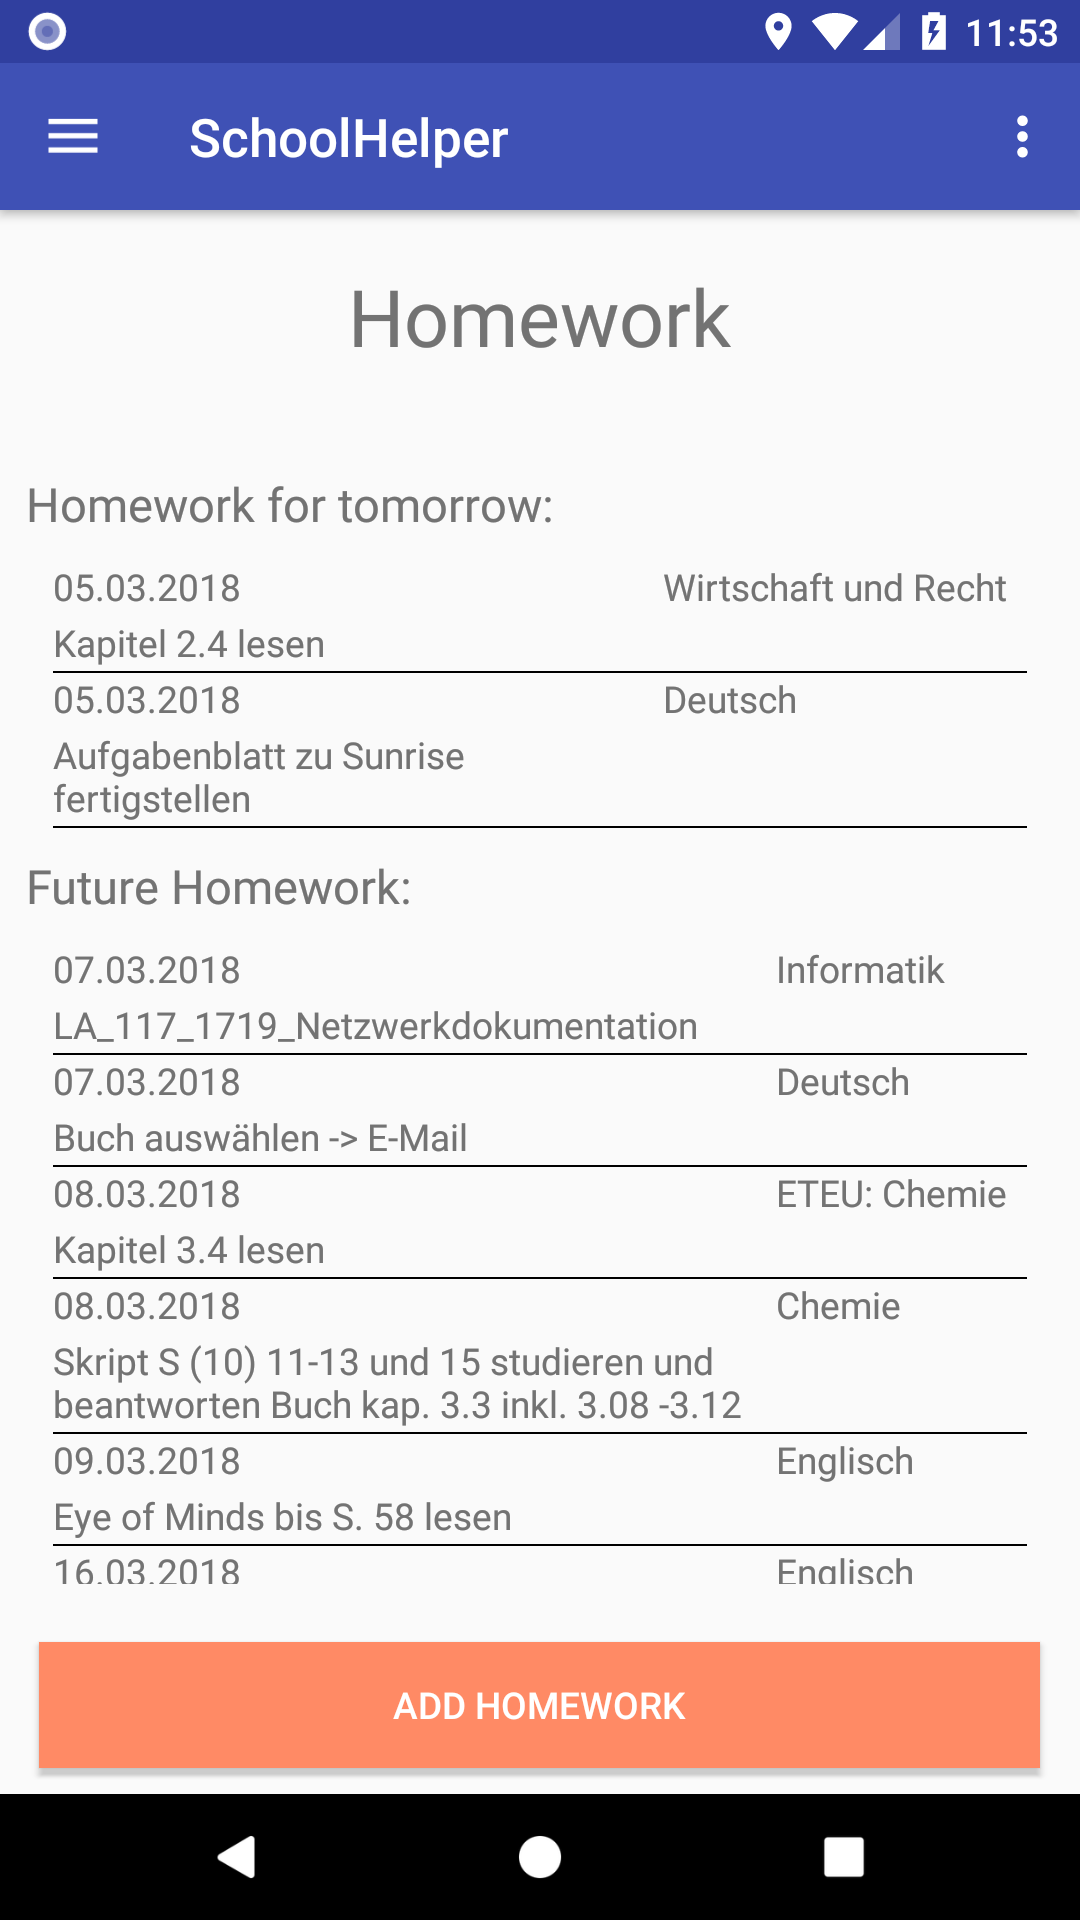 11:53
SchoolHelper
Homework
Homework for tomorrow:
05.03.2018 Wirtschaft und Recht
Kapitel 2.4 lesen
05.03.2018 Deutsch
Aufgabenblatt zu Sunrise
fertigstellen
Future Homework:
07.03.2018 Informatik
LA_117_1719_Netzwerkdokumentation
07.03.2018 Deutsch
Buch auswählen -> E-Mail
08.03.2018 ETEU: Chemie
Kapitel 3.4 lesen
08.03.2018 Chemie
Skript S (10) 11-13 und 15 studieren und
beantworten Buch kap. 3.3 inkl. 3.08 -3.12
09.03.2018 Englisch
Eye of Minds bis S. 58 lesen
16.03.2018 Englisch
ADD HOMEWORK